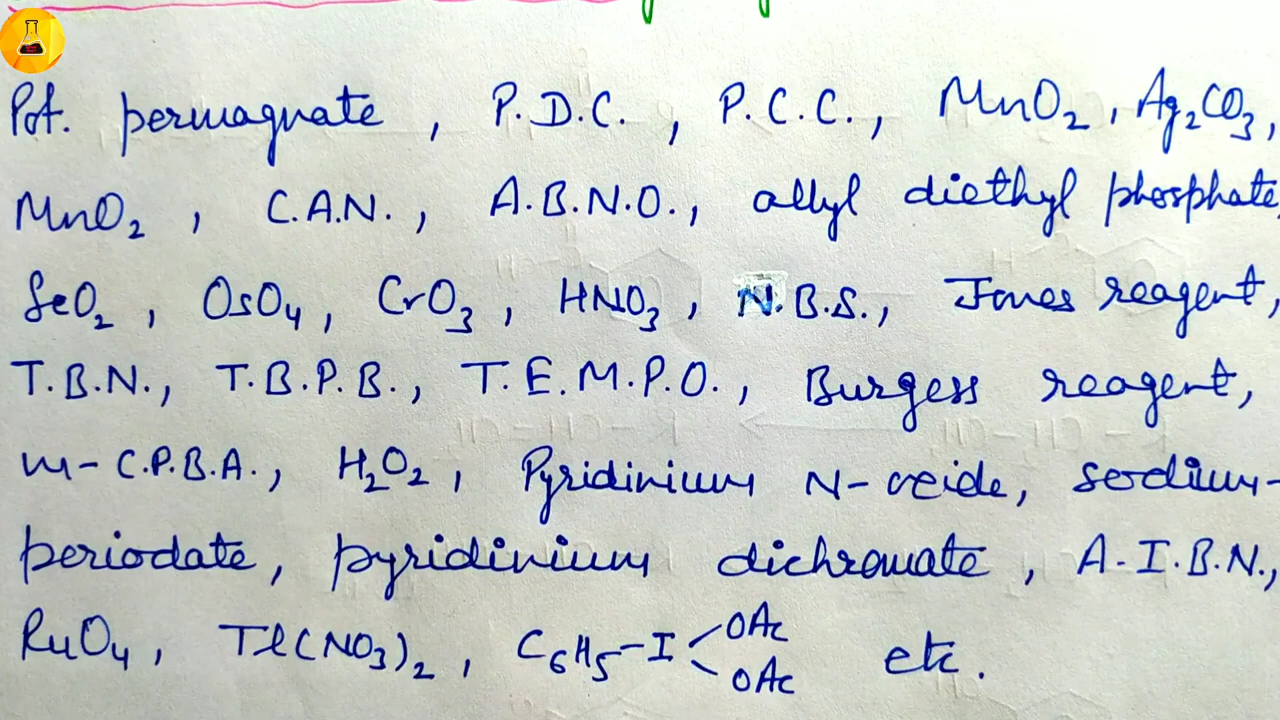 Pot. permagnate, P.D.C., P.C.C., MnO₂, Ag₂CO₃,
MnO₂, C.A.N., A.B.N.O., allyl diethyl phosphate,
SeO₂, OsO₄, CrO₃, HNO₃, N.B.S., Jones reagent,
T.B.N., T.B.P.B., T.E.M.P.O., Burgess reagent,
m-C.P.B.A., H₂O₂, Pyridinium N-oxide, sodium-
periodate, pyridinium dichromate, A.I.B.N.,
RuO₄, Tl(NO₃)₂, C₆H₅-I<OAc OAc etc.